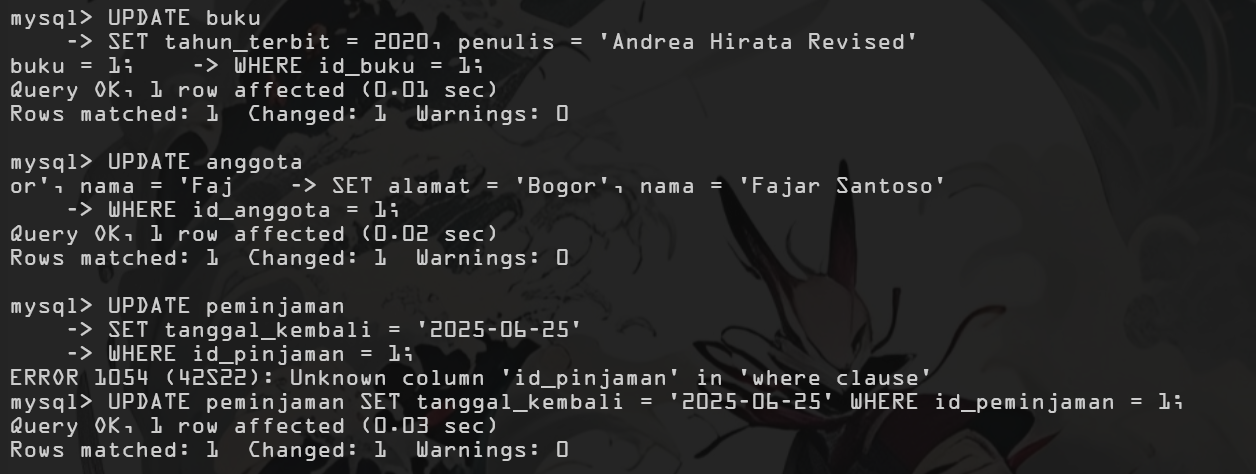 mysql> UPDATE buku
    -> SET tahun_terbit = 2020, penulis = 'Andrea Hirata Revised'
buku = 1;    -> WHERE id_buku = 1;
Query OK, 1 row affected (0.01 sec)
Rows matched: 1  Changed: 1  Warnings: 0

mysql> UPDATE anggota
or', nama = 'Faj    -> SET alamat = 'Bogor', nama = 'Fajar Santoso'
    -> WHERE id_anggota = 1;
Query OK, 1 row affected (0.02 sec)
Rows matched: 1  Changed: 1  Warnings: 0

mysql> UPDATE peminjaman
    -> SET tanggal_kembali = '2025-06-25'
    -> WHERE id_pinjaman = 1;
ERROR 1054 (42S22): Unknown column 'id_pinjaman' in 'where clause'
mysql> UPDATE peminjaman SET tanggal_kembali = '2025-06-25' WHERE id_peminjaman = 1;
Query OK, 1 row affected (0.03 sec)
Rows matched: 1  Changed: 1  Warnings: 0